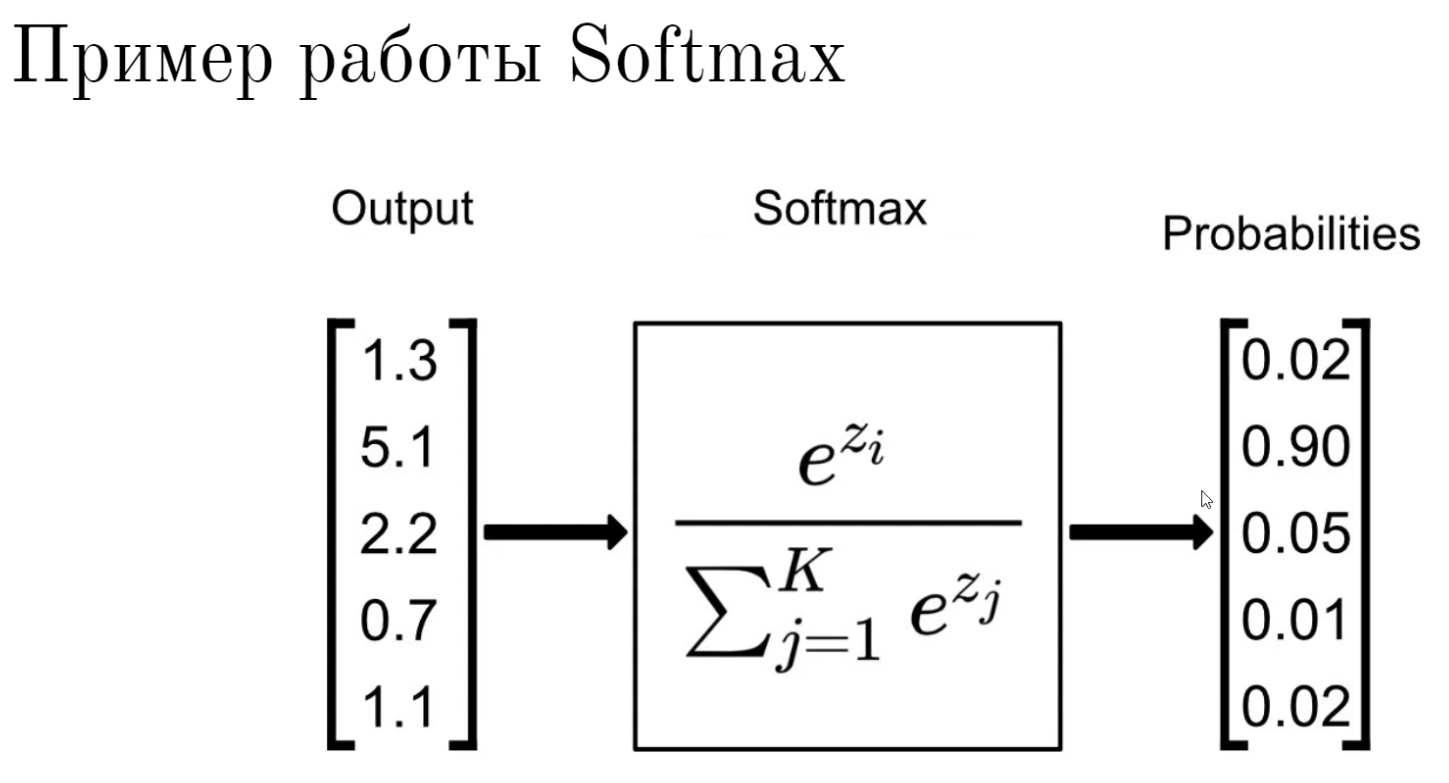 Пример работы Softmax
Output
Softmax
Probabilities
1.3
5.1
2.2
0.7
1.1
e^{z_i}
∑_{j=1}^{K} e^{z_j}
0.02
0.90
0.05
0.01
0.02